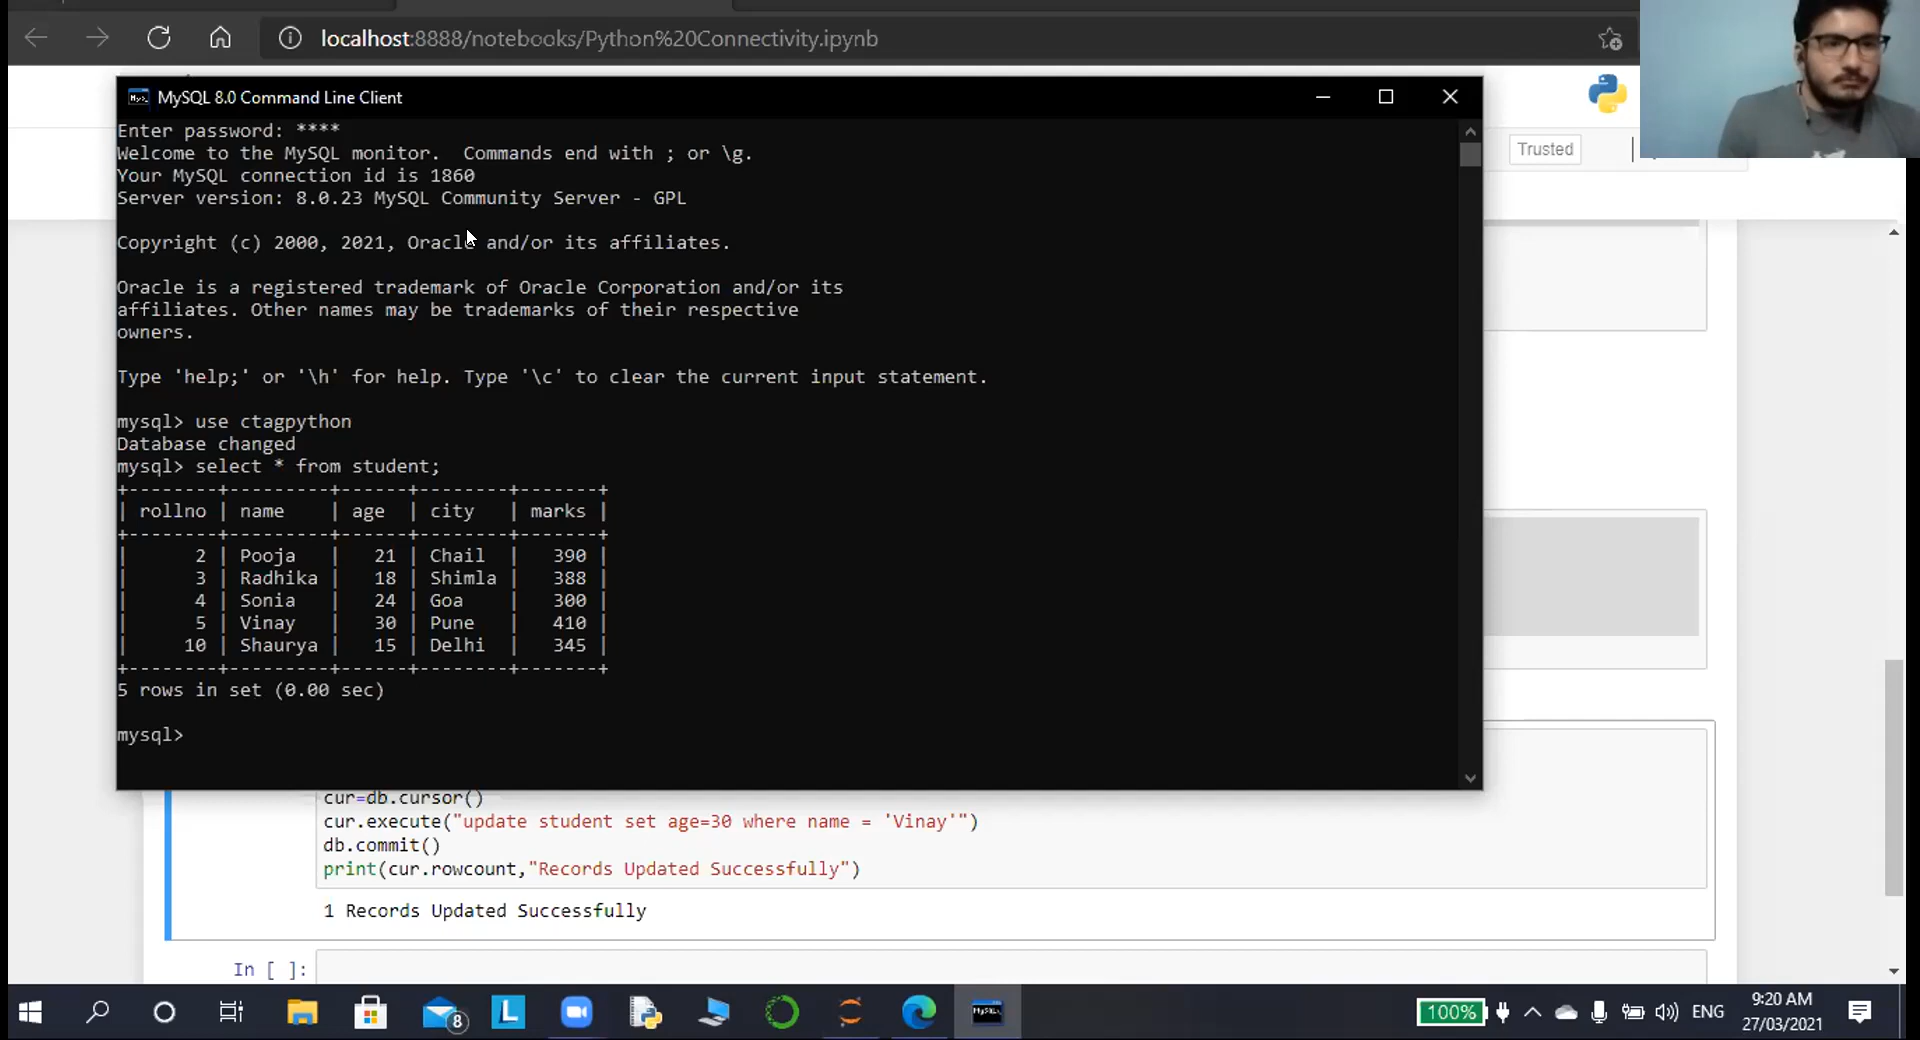 localhost:8888/notebooks/Python%20Connectivity.ipynb
MySQL 8.0 Command Line Client
Trusted
Enter password: ****
Welcome to the MySQL monitor.  Commands end with ; or \g.
Your MySQL connection id is 1860
Server version: 8.0.23 MySQL Community Server - GPL
Copyright (c) 2000, 2021, Oracle and/or its affiliates.
Oracle is a registered trademark of Oracle Corporation and/or its
affiliates. Other names may be trademarks of their respective
owners.
Type 'help;' or '\h' for help. Type '\c' to clear the current input statement.
mysql> use ctagpython
Database changed
mysql> select * from student;
+--------+---------+------+--------+-------+
| rollno | name    | age  | city   | marks |
+--------+---------+------+--------+-------+
|      2 | Pooja   |   21 | Chail  |   390 |
|      3 | Radhika |   18 | Shimla |   388 |
|      4 | Sonia   |   24 | Goa    |   300 |
|      5 | Vinay   |   30 | Pune   |   410 |
|     10 | Shaurya |   15 | Delhi  |   345 |
+--------+---------+------+--------+-------+
5 rows in set (0.00 sec)
mysql>
cur=db.cursor()
cur.execute("update student set age=30 where name = 'Vinay'")
db.commit()
print(cur.rowcount,"Records Updated Successfully")
1 Records Updated Successfully
In [ ]:
8
L
MySQL
100%
ENG
9:20 AM
27/03/2021